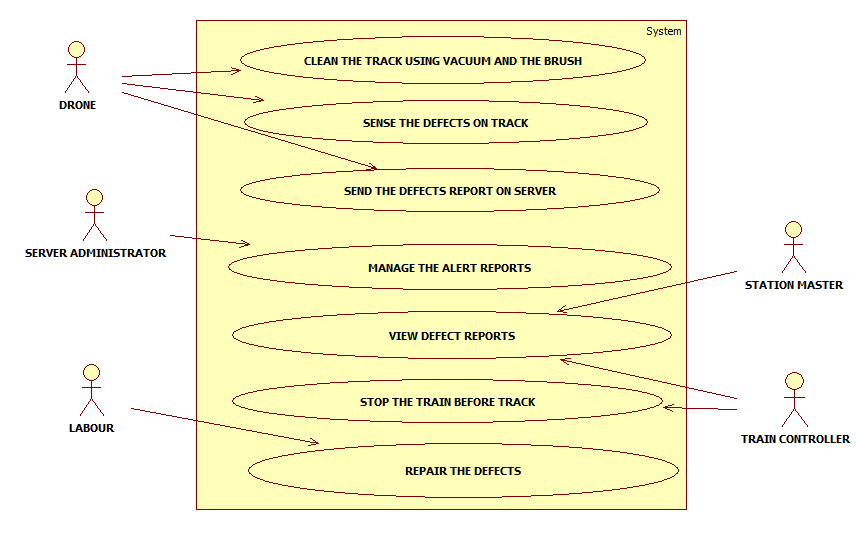 System
CLEAN THE TRACK USING VACUUM AND THE BRUSH
DRONE
SENSE THE DEFECTS ON TRACK
SEND THE DEFECTS REPORT ON SERVER
SERVER ADMINISTRATOR
MANAGE THE ALERT REPORTS
STATION MASTER
VIEW DEFECT REPORTS
STOP THE TRAIN BEFORE TRACK
LABOUR
TRAIN CONTROLLER
REPAIR THE DEFECTS